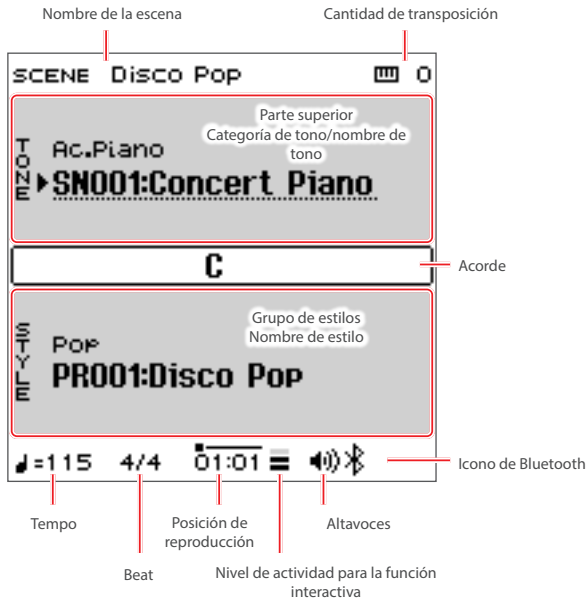 Nombre de la escena
Cantidad de transposición
SCENE Disco Pop 0
Parte superior
Categoría de tono/nombre de
tono
TONE
Ac.Piano
SN001:Concert Piano
C
Acorde
Grupo de estilos
Nombre de estilo
STYLE
Pop
PR001:Disco Pop
=115 4/4 01:01
Icono de Bluetooth
Tempo
Posición de
reproducción
Altavoces
Beat
Nivel de actividad para la función
interactiva